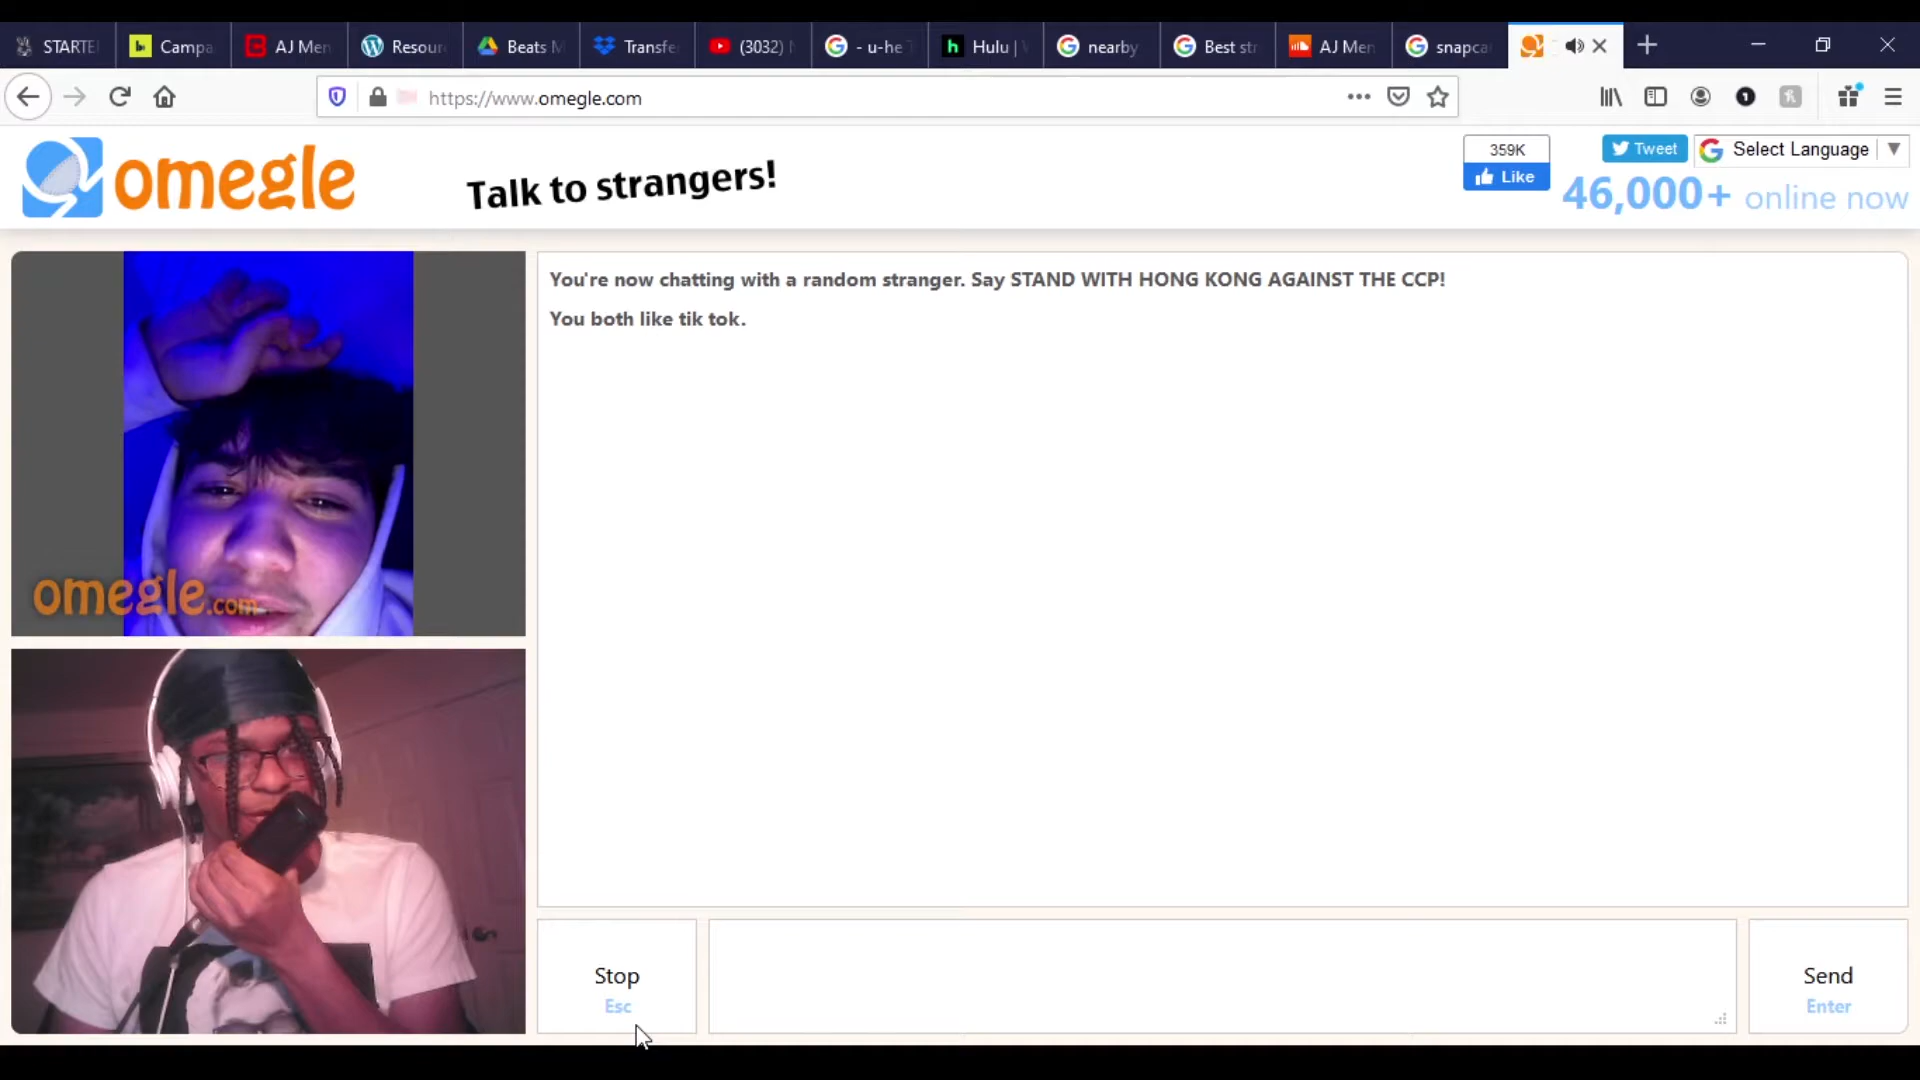 STARTE
Campa
AJ Men
Resour
Beats M
Transfe
(3032)
- u-he
Hulu |
nearby
Best str
AJ Men
snapca
https://www.omegle.com
omegle
Talk to strangers!
359K
Like
Tweet
Select Language
46,000+ online now
You're now chatting with a random stranger. Say STAND WITH HONG KONG AGAINST THE CCP!
You both like tik tok.
omegle.com
Stop
Esc
Send
Enter